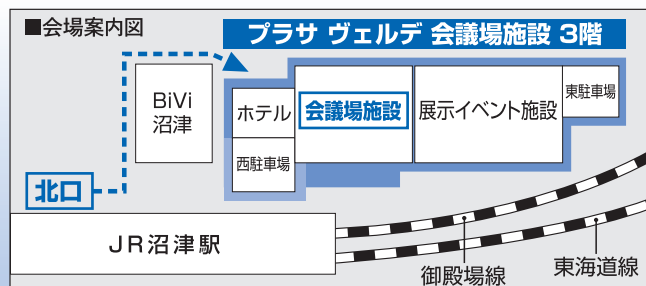 ■会場案内図
プラサ ヴェルデ 会議場施設 3階
BiVi
沼津
ホテル
会議場施設
展示イベント施設
東駐車場
西駐車場
北口
JR沼津駅
御殿場線
東海道線